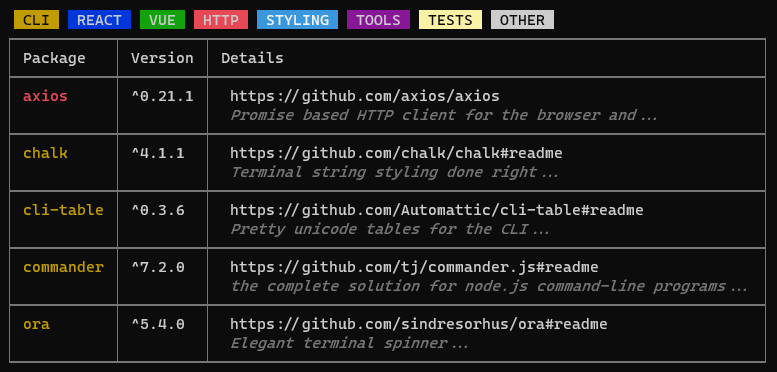 CLI REACT VUE HTTP STYLING TOOLS TESTS OTHER
Package Version Details
axios ^0.21.1 https://github.com/axios/axios
Promise based HTTP client for the browser and...
chalk ^4.1.1 https://github.com/chalk/chalk#readme
Terminal string styling done right...
cli-table ^0.3.6 https://github.com/Automattic/cli-table#readme
Pretty unicode tables for the CLI...
commander ^7.2.0 https://github.com/tj/commander.js#readme
the complete solution for node.js command-line programs...
ora ^5.4.0 https://github.com/sindresorhus/ora#readme
Elegant terminal spinner...